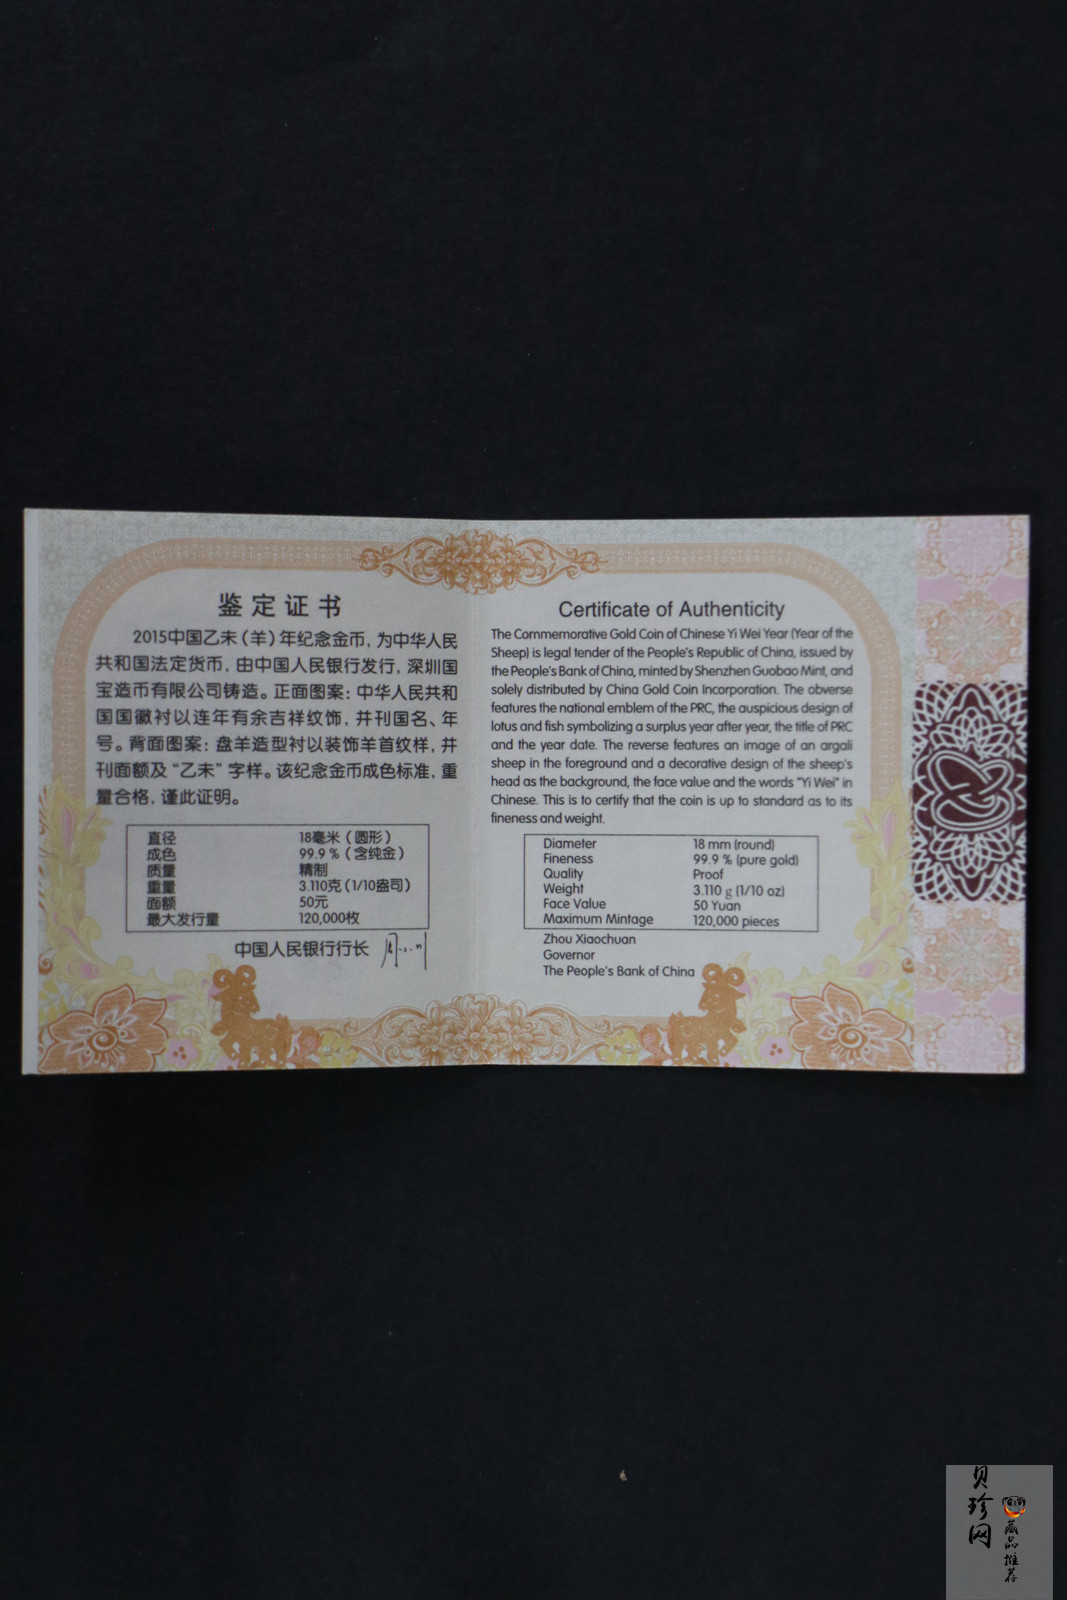 鉴定证书
2015中国乙未（羊）年纪念金币，为中华人民
共和国法定货币，由中国人民银行发行，深圳国
宝造币有限公司铸造。正面图案：中华人民共和
国国徽衬以连年有余吉祥纹饰，并刊国名、年
号。背面图案：盘羊造型衬以装饰羊首纹样，并
刊面额及“乙未”字样。该纪念金币成色标准，重
量合格，谨此证明。
直径 18毫米（圆形）
成色 99.9％（含纯金）
质量 精制
重量 3.110克（1/10盎司）
面额 50元
最大发行量 120,000枚
中国人民银行行长
Certificate of Authenticity
The Commemorative Gold Coin of Chinese Yi Wei Year (Year of the
Sheep) is legal tender of the People's Republic of China, issued by
the People's Bank of China, minted by Shenzhen Guobao Mint, and
solely distributed by China Gold Coin Incorporation. The obverse
features the national emblem of the PRC, the auspicious design of
lotus and fish symbolizing a surplus year after year, the title of PRC
and the year date. The reverse features an image of an argali
sheep in the foreground and a decorative design of the sheep's
head as the background, the face value and the words "Yi Wei" in
Chinese. This is to certify that the coin is up to standard as to its
fineness and weight.
Diameter 18 mm (round)
Fineness 99.9 % (pure gold)
Quality Proof
Weight 3.110 g (1/10 oz)
Face Value 50 Yuan
Maximum Mintage 120,000 pieces
Zhou Xiaochuan
Governor
The People's Bank of China
贝珍网
藏品推荐